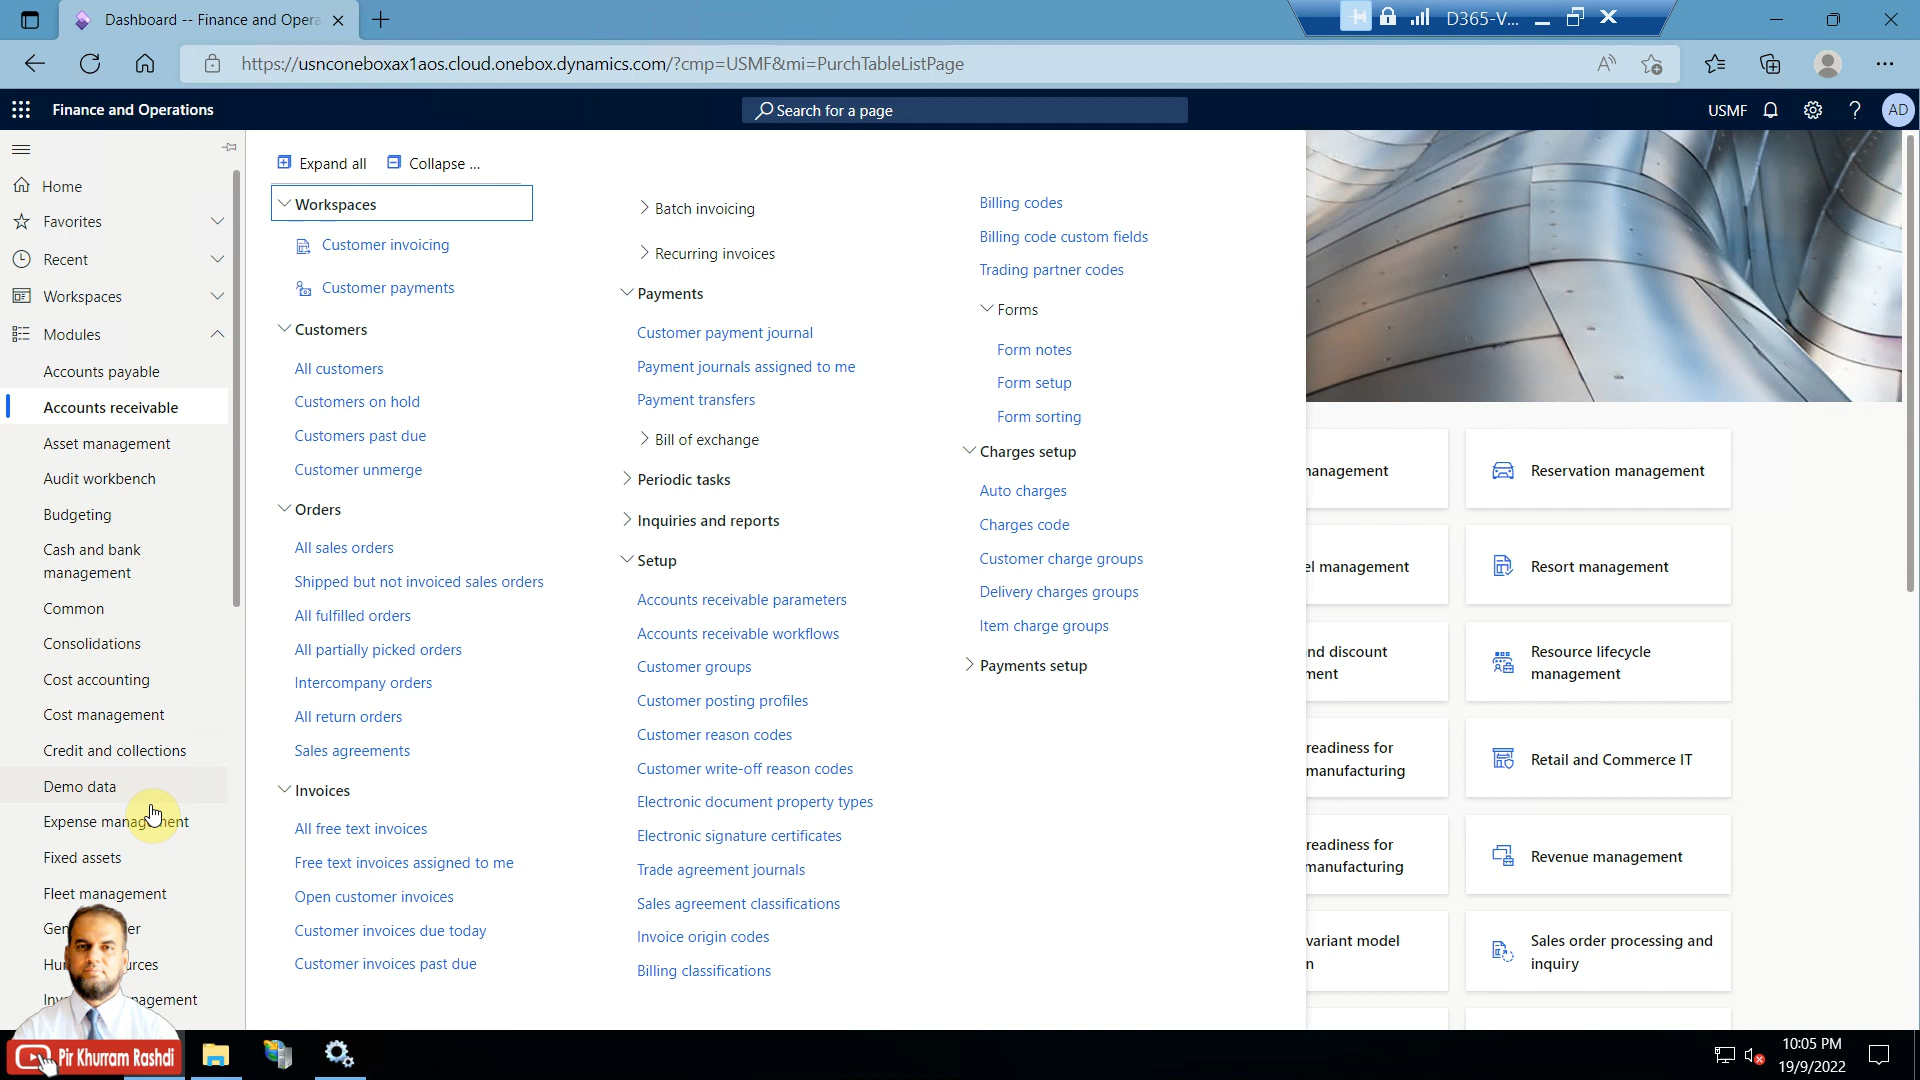 Dashboard -- Finance and Opera
D365-V...
https://usnconeboxax1aos.cloud.onebox.dynamics.com/?cmp=USMF&mi=PurchTableListPage
Finance and Operations
Search for a page
USMF
?
AD
Home
Favorites
Recent
Workspaces
Modules
Accounts payable
Accounts receivable
Asset management
Audit workbench
Budgeting
Cash and bank
management
Common
Consolidations
Cost accounting
Cost management
Credit and collections
Demo data
Expense management
Fixed assets
Fleet management
Expand all
Collapse ...
Workspaces
Customer invoicing
Customer payments
Customers
All customers
Customers on hold
Customers past due
Customer unmerge
Orders
All sales orders
Shipped but not invoiced sales orders
All fulfilled orders
All partially picked orders
Intercompany orders
All return orders
Sales agreements
Invoices
All free text invoices
Free text invoices assigned to me
Open customer invoices
Customer invoices due today
Customer invoices past due
Batch invoicing
Recurring invoices
Payments
Customer payment journal
Payment journals assigned to me
Payment transfers
Bill of exchange
Periodic tasks
Inquiries and reports
Setup
Accounts receivable parameters
Accounts receivable workflows
Customer groups
Customer posting profiles
Customer reason codes
Customer write-off reason codes
Electronic document property types
Electronic signature certificates
Trade agreement journals
Sales agreement classifications
Invoice origin codes
Billing classifications
Billing codes
Billing code custom fields
Trading partner codes
Forms
Form notes
Form setup
Form sorting
Charges setup
Auto charges
Charges code
Customer charge groups
Delivery charges groups
Item charge groups
Payments setup
management
discount
readiness for
manufacturing
readiness for
manufacturing
variant model
Reservation management
Resort management
Resource lifecycle
management
Retail and Commerce IT
Revenue management
Sales order processing and
inquiry
Pir Khurram Rashdi
10:05 PM
19/9/2022